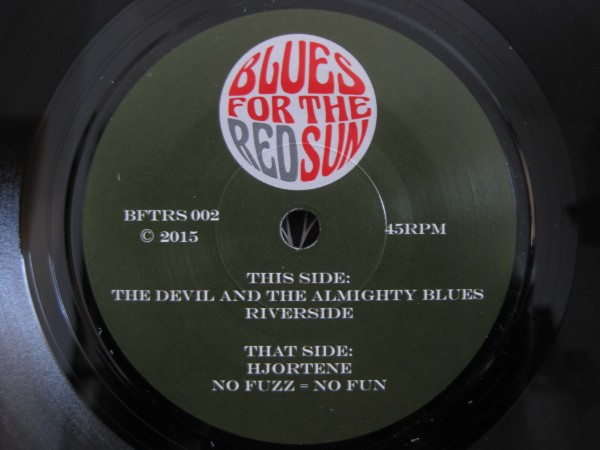 BLUES
FOR THE
REDSUN
BFTRS 002
© 2015
45RPM
THIS SIDE:
THE DEVIL AND THE ALMIGHTY BLUES
RIVERSIDE
THAT SIDE:
HJORTENE
NO FUZZ = NO FUN